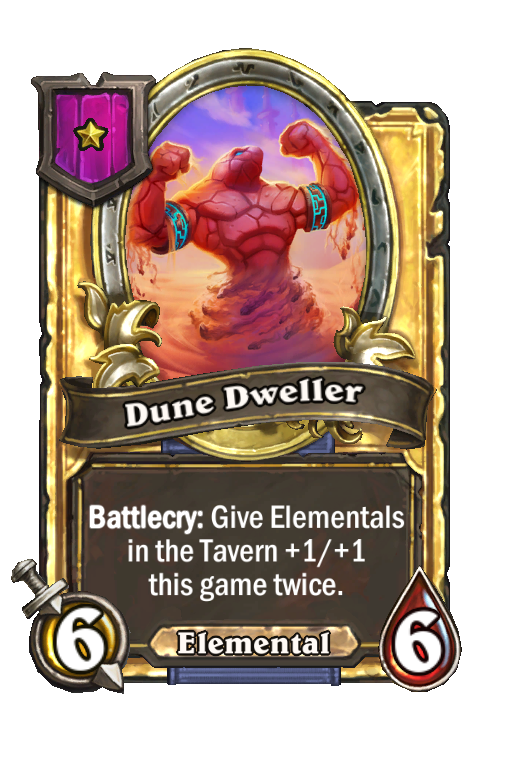 Dune Dweller
Battlecry: Give Elementals
in the Tavern +1/+1
this game twice.
6
Elemental
6